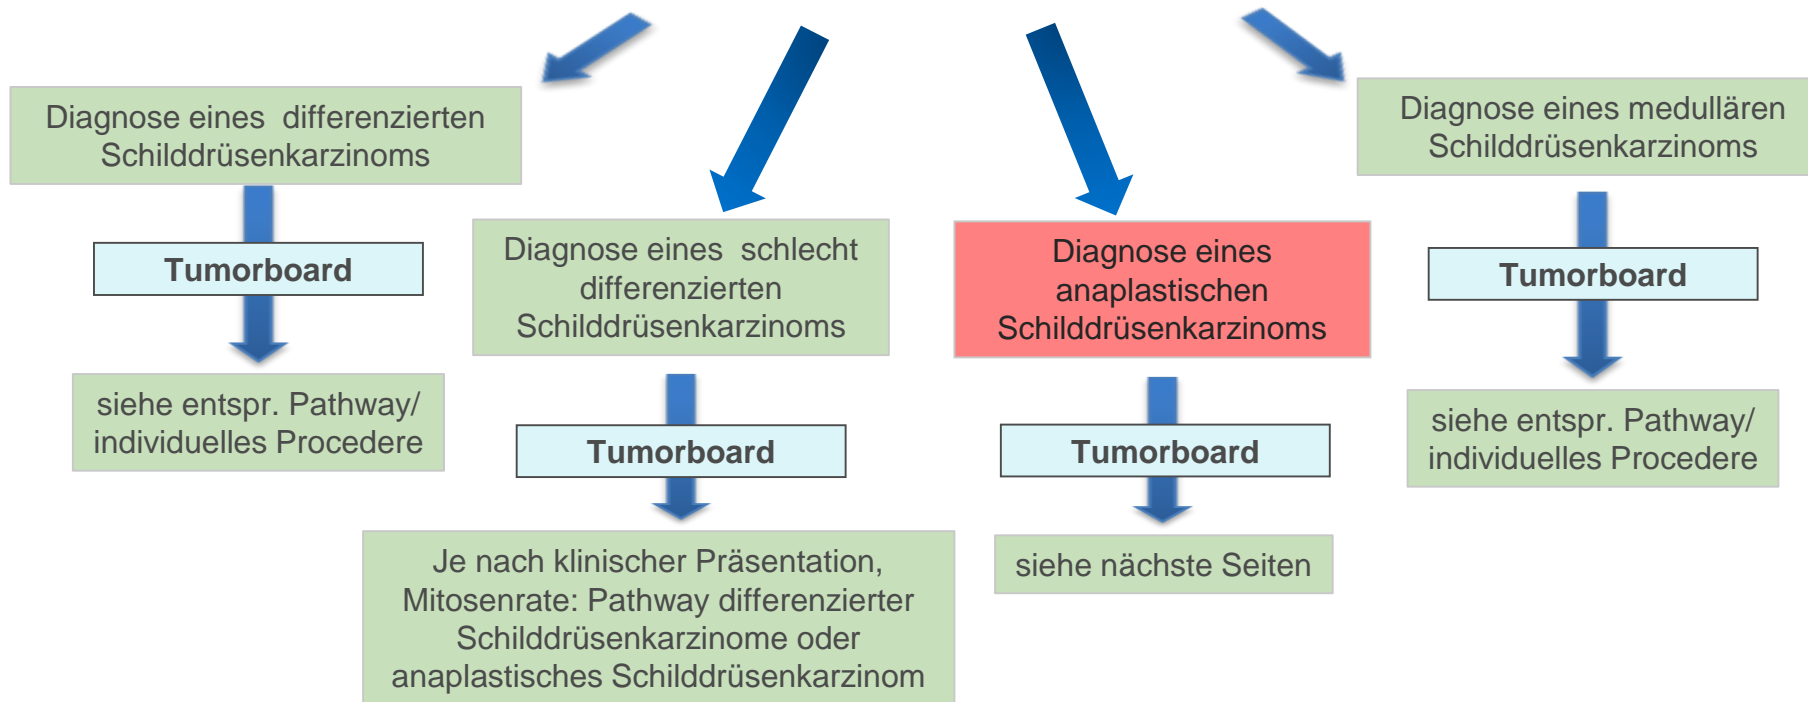 Diagnose eines differenzierten
Schilddrüsenkarzinoms
Tumorboard
siehe entspr. Pathway/
individuelles Procedere
Diagnose eines schlecht
differenzierten
Schilddrüsenkarzinoms
Tumorboard
Je nach klinischer Präsentation,
Mitosenrate: Pathway differenzierter
Schilddrüsenkarzinome oder
anaplastisches Schilddrüsenkarzinom
Diagnose eines
anaplastischen
Schilddrüsenkarzinoms
Tumorboard
siehe nächste Seiten
Diagnose eines medullären
Schilddrüsenkarzinoms
Tumorboard
siehe entspr. Pathway/
individuelles Procedere